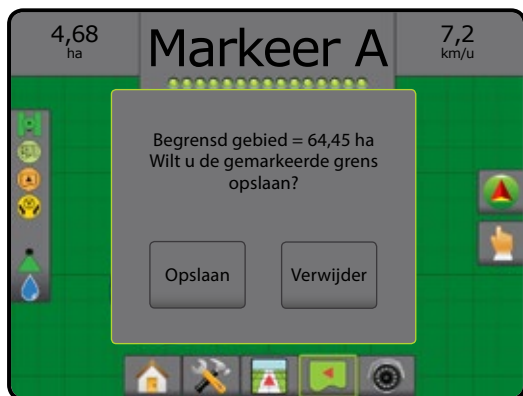 4,68
ha
Markeer A
7,2
km/u
Begrensd gebied = 64,45 ha
Wilt u de gemarkeerde grens
opslaan?
Opslaan
Verwijder